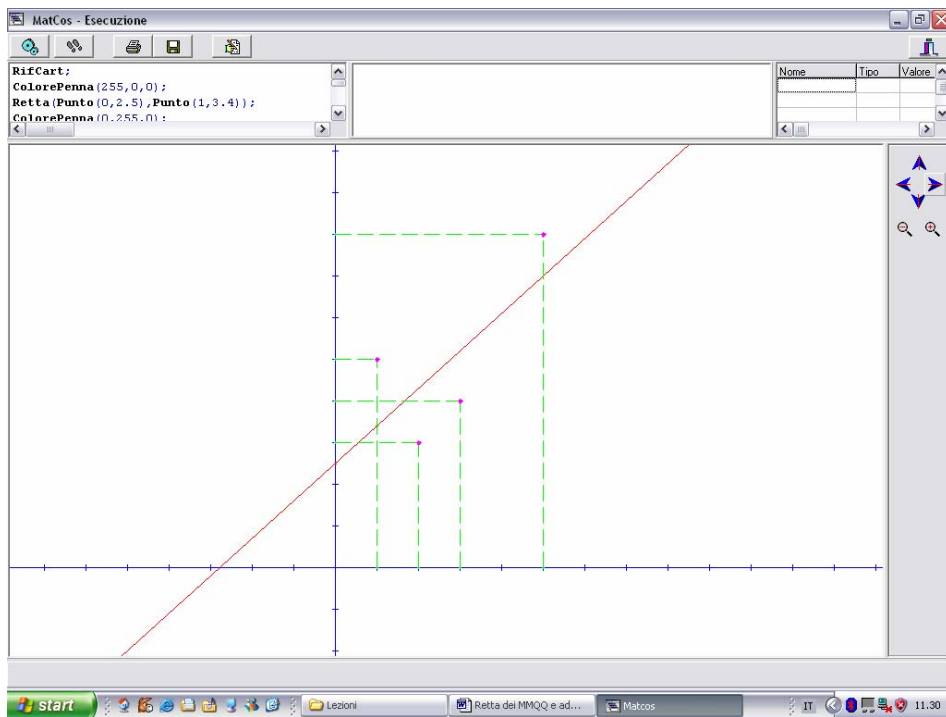 MatCos - Esecuzione
RifCart;
ColorePenna(255,0,0);
Retta(Punto(0,2.5),Punto(1,3.4));
ColorePenna(0,255,0);
Nome Tipo Valore
start
Lezioni
Retta dei MMQQ e ad...
Matcos
IT
11.30